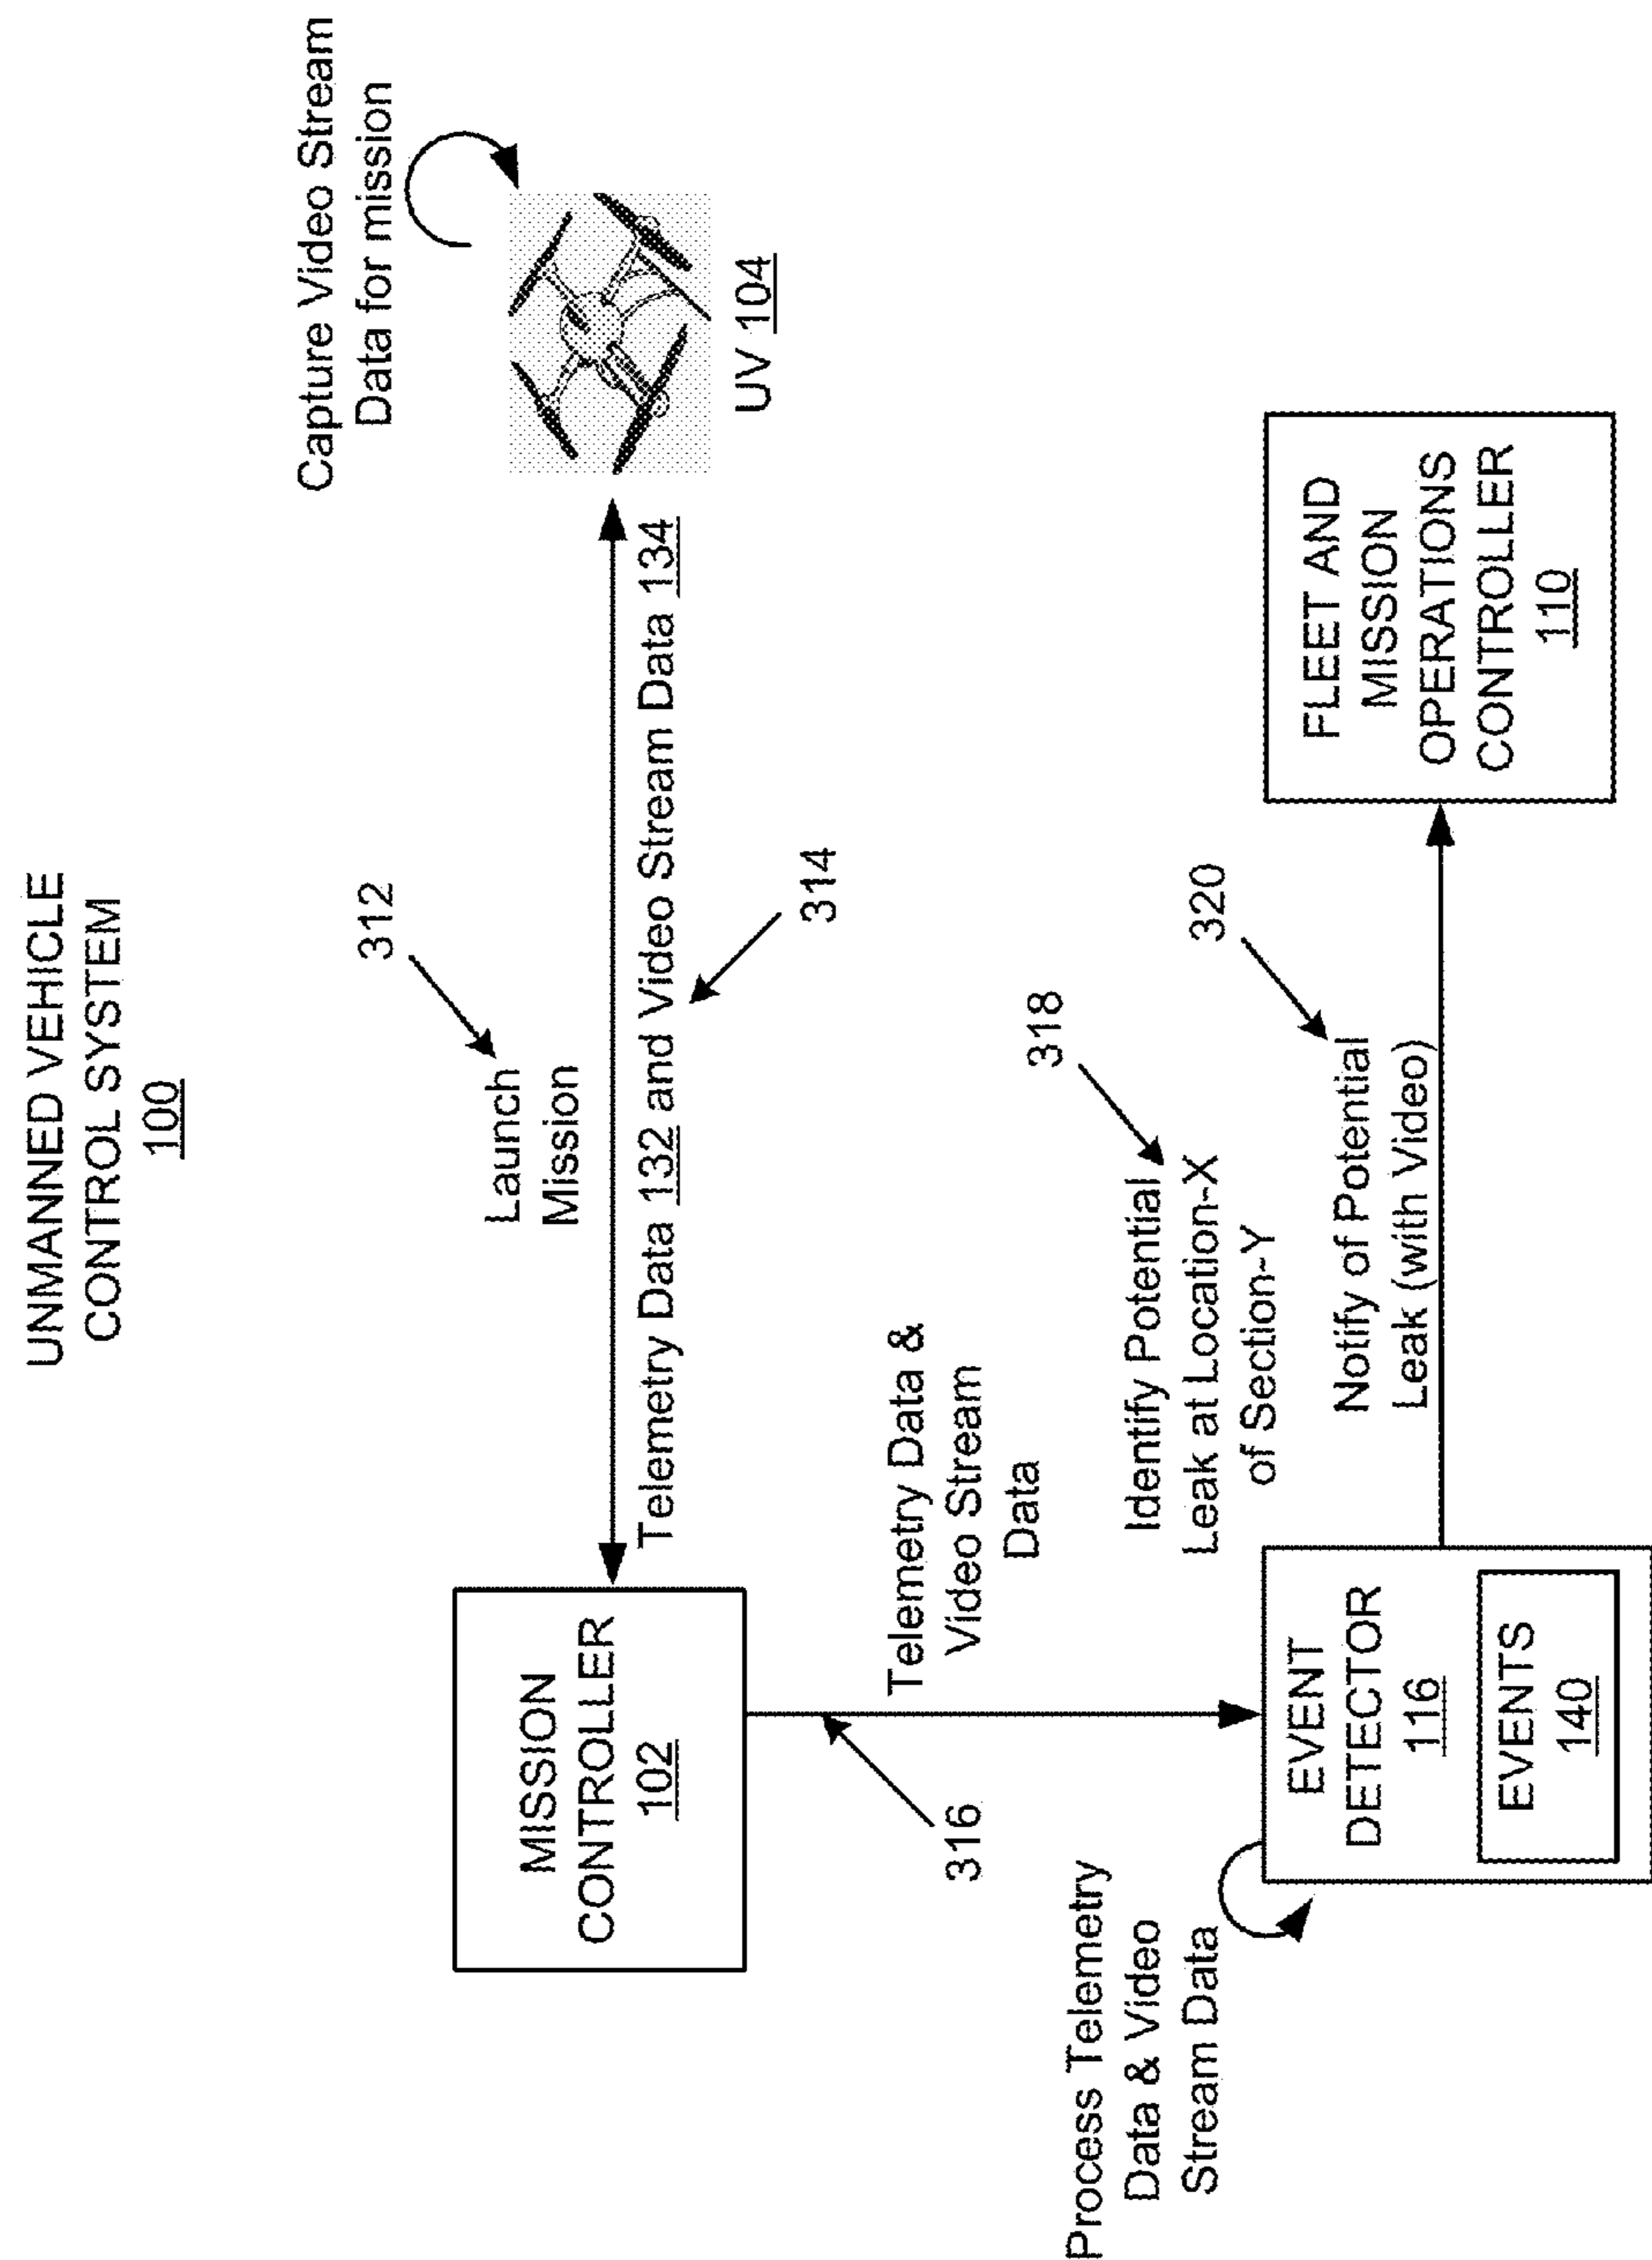 UNMANNED VEHICLE
CONTROL SYSTEM
100
312
Launch
Mission
Capture Video Stream
Data for mission
MISSION
CONTROLLER
102
Telemetry Data 132 and Video Stream Data 134
314
UV 104
316
Telemetry Data &
Video Stream
Data
318
Identify Potential
Leak at Location-X
of Section-Y
320
Notify of Potential
Leak (with Video)
Process Telemetry
Data & Video
Stream Data
EVENT
DETECTOR
116
EVENTS
140
FLEET AND
MISSION
OPERATIONS
CONTROLLER
110